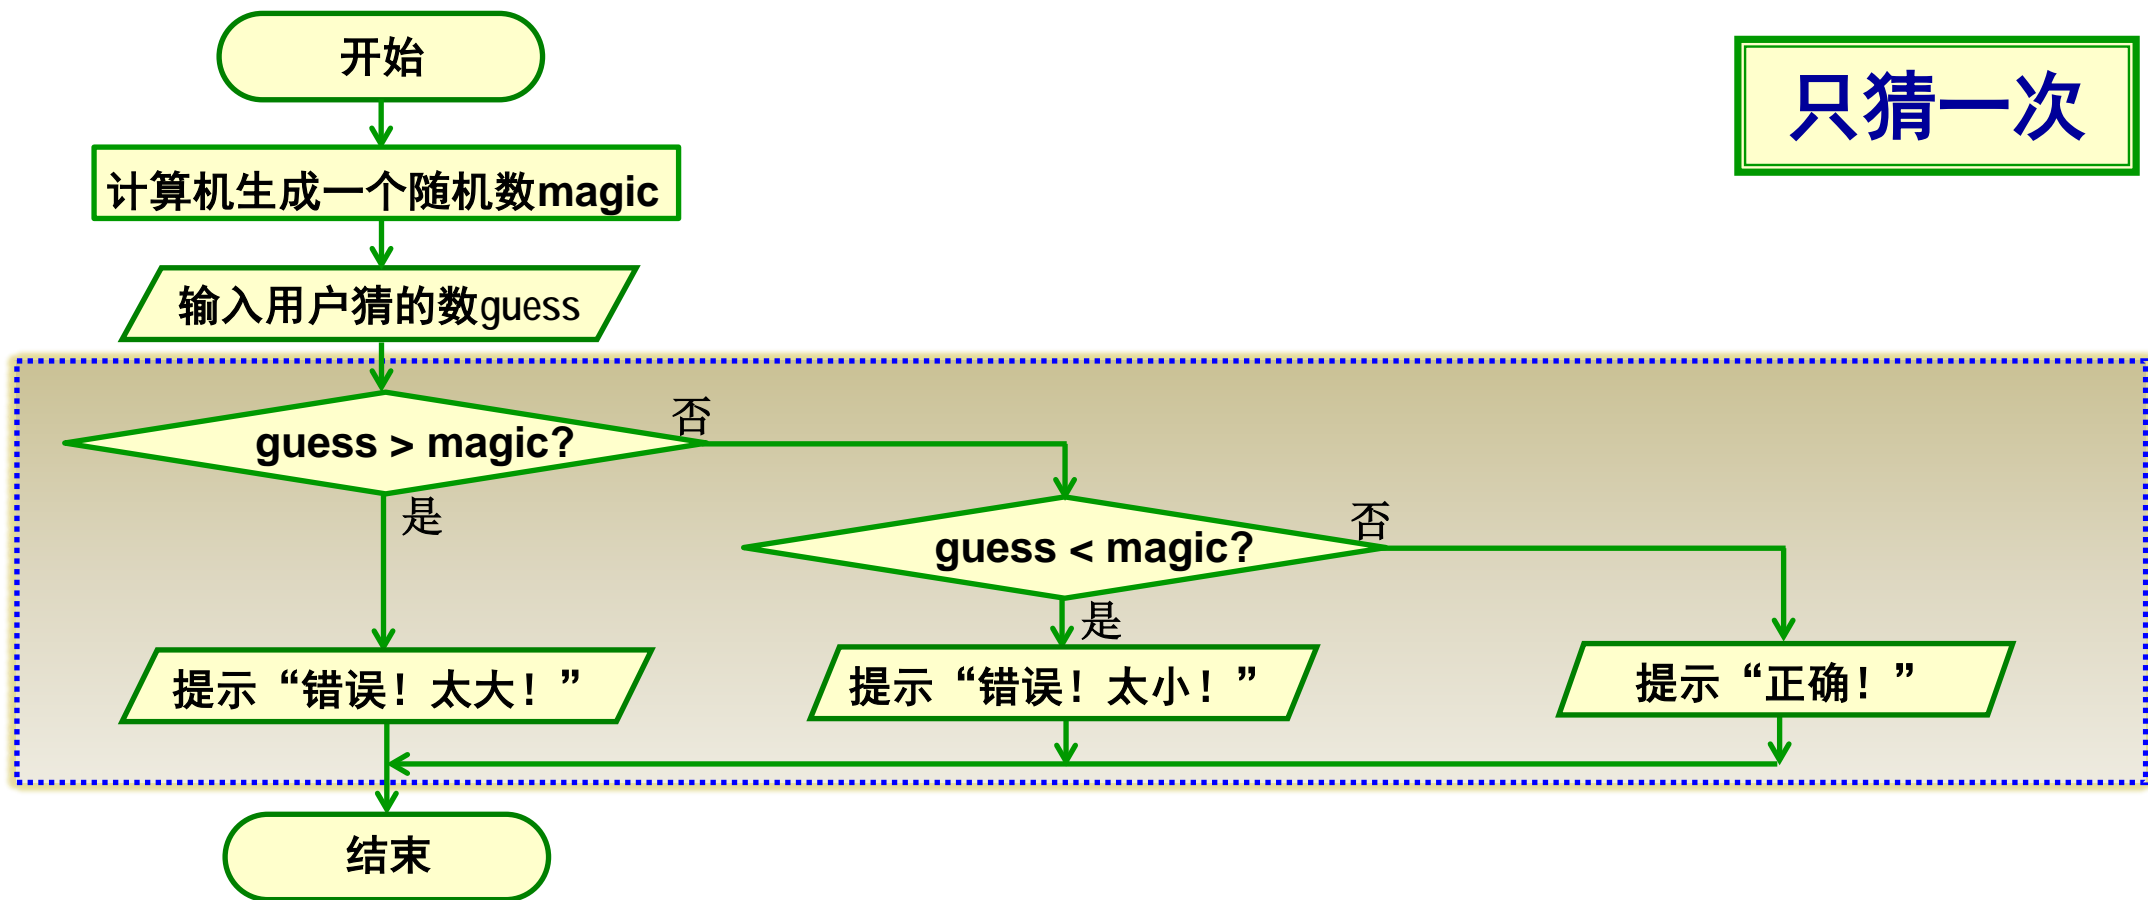 开始
只猜一次
计算机生成一个随机数magic
输入用户猜的数guess
否
guess > magic?
是
否
guess < magic?
是
提示“错误！太大！”
提示“错误！太小！”
提示“正确！”
结束